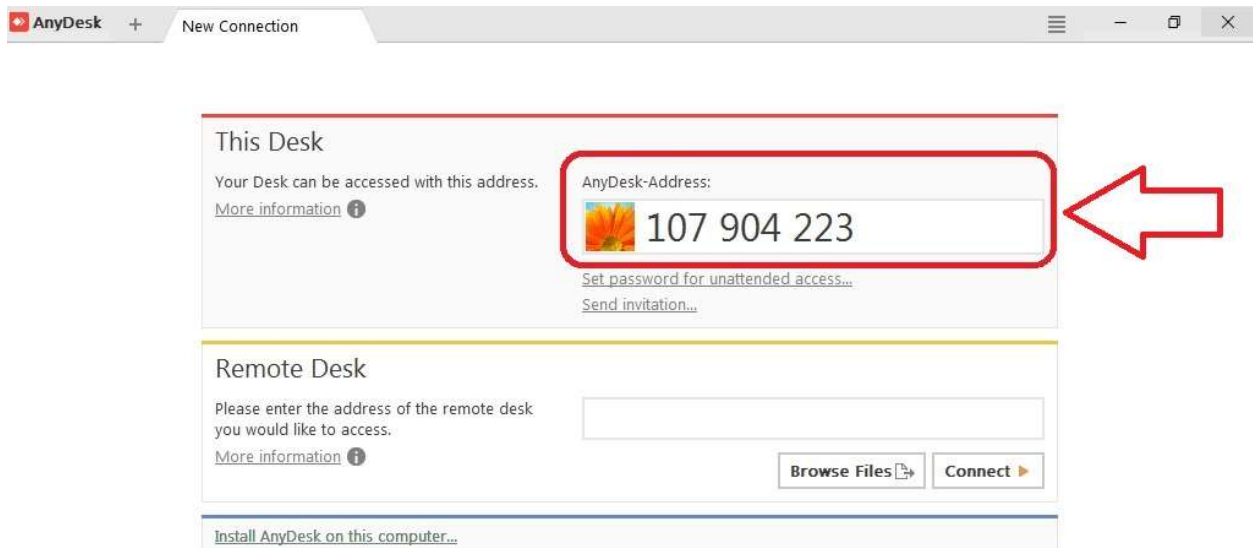 AnyDesk + New Connection
This Desk
Your Desk can be accessed with this address.
More information
AnyDesk-Address:
107 904 223
Set password for unattended access...
Send invitation...
Remote Desk
Please enter the address of the remote desk
you would like to access.
More information
Browse Files
Connect
Install AnyDesk on this computer...